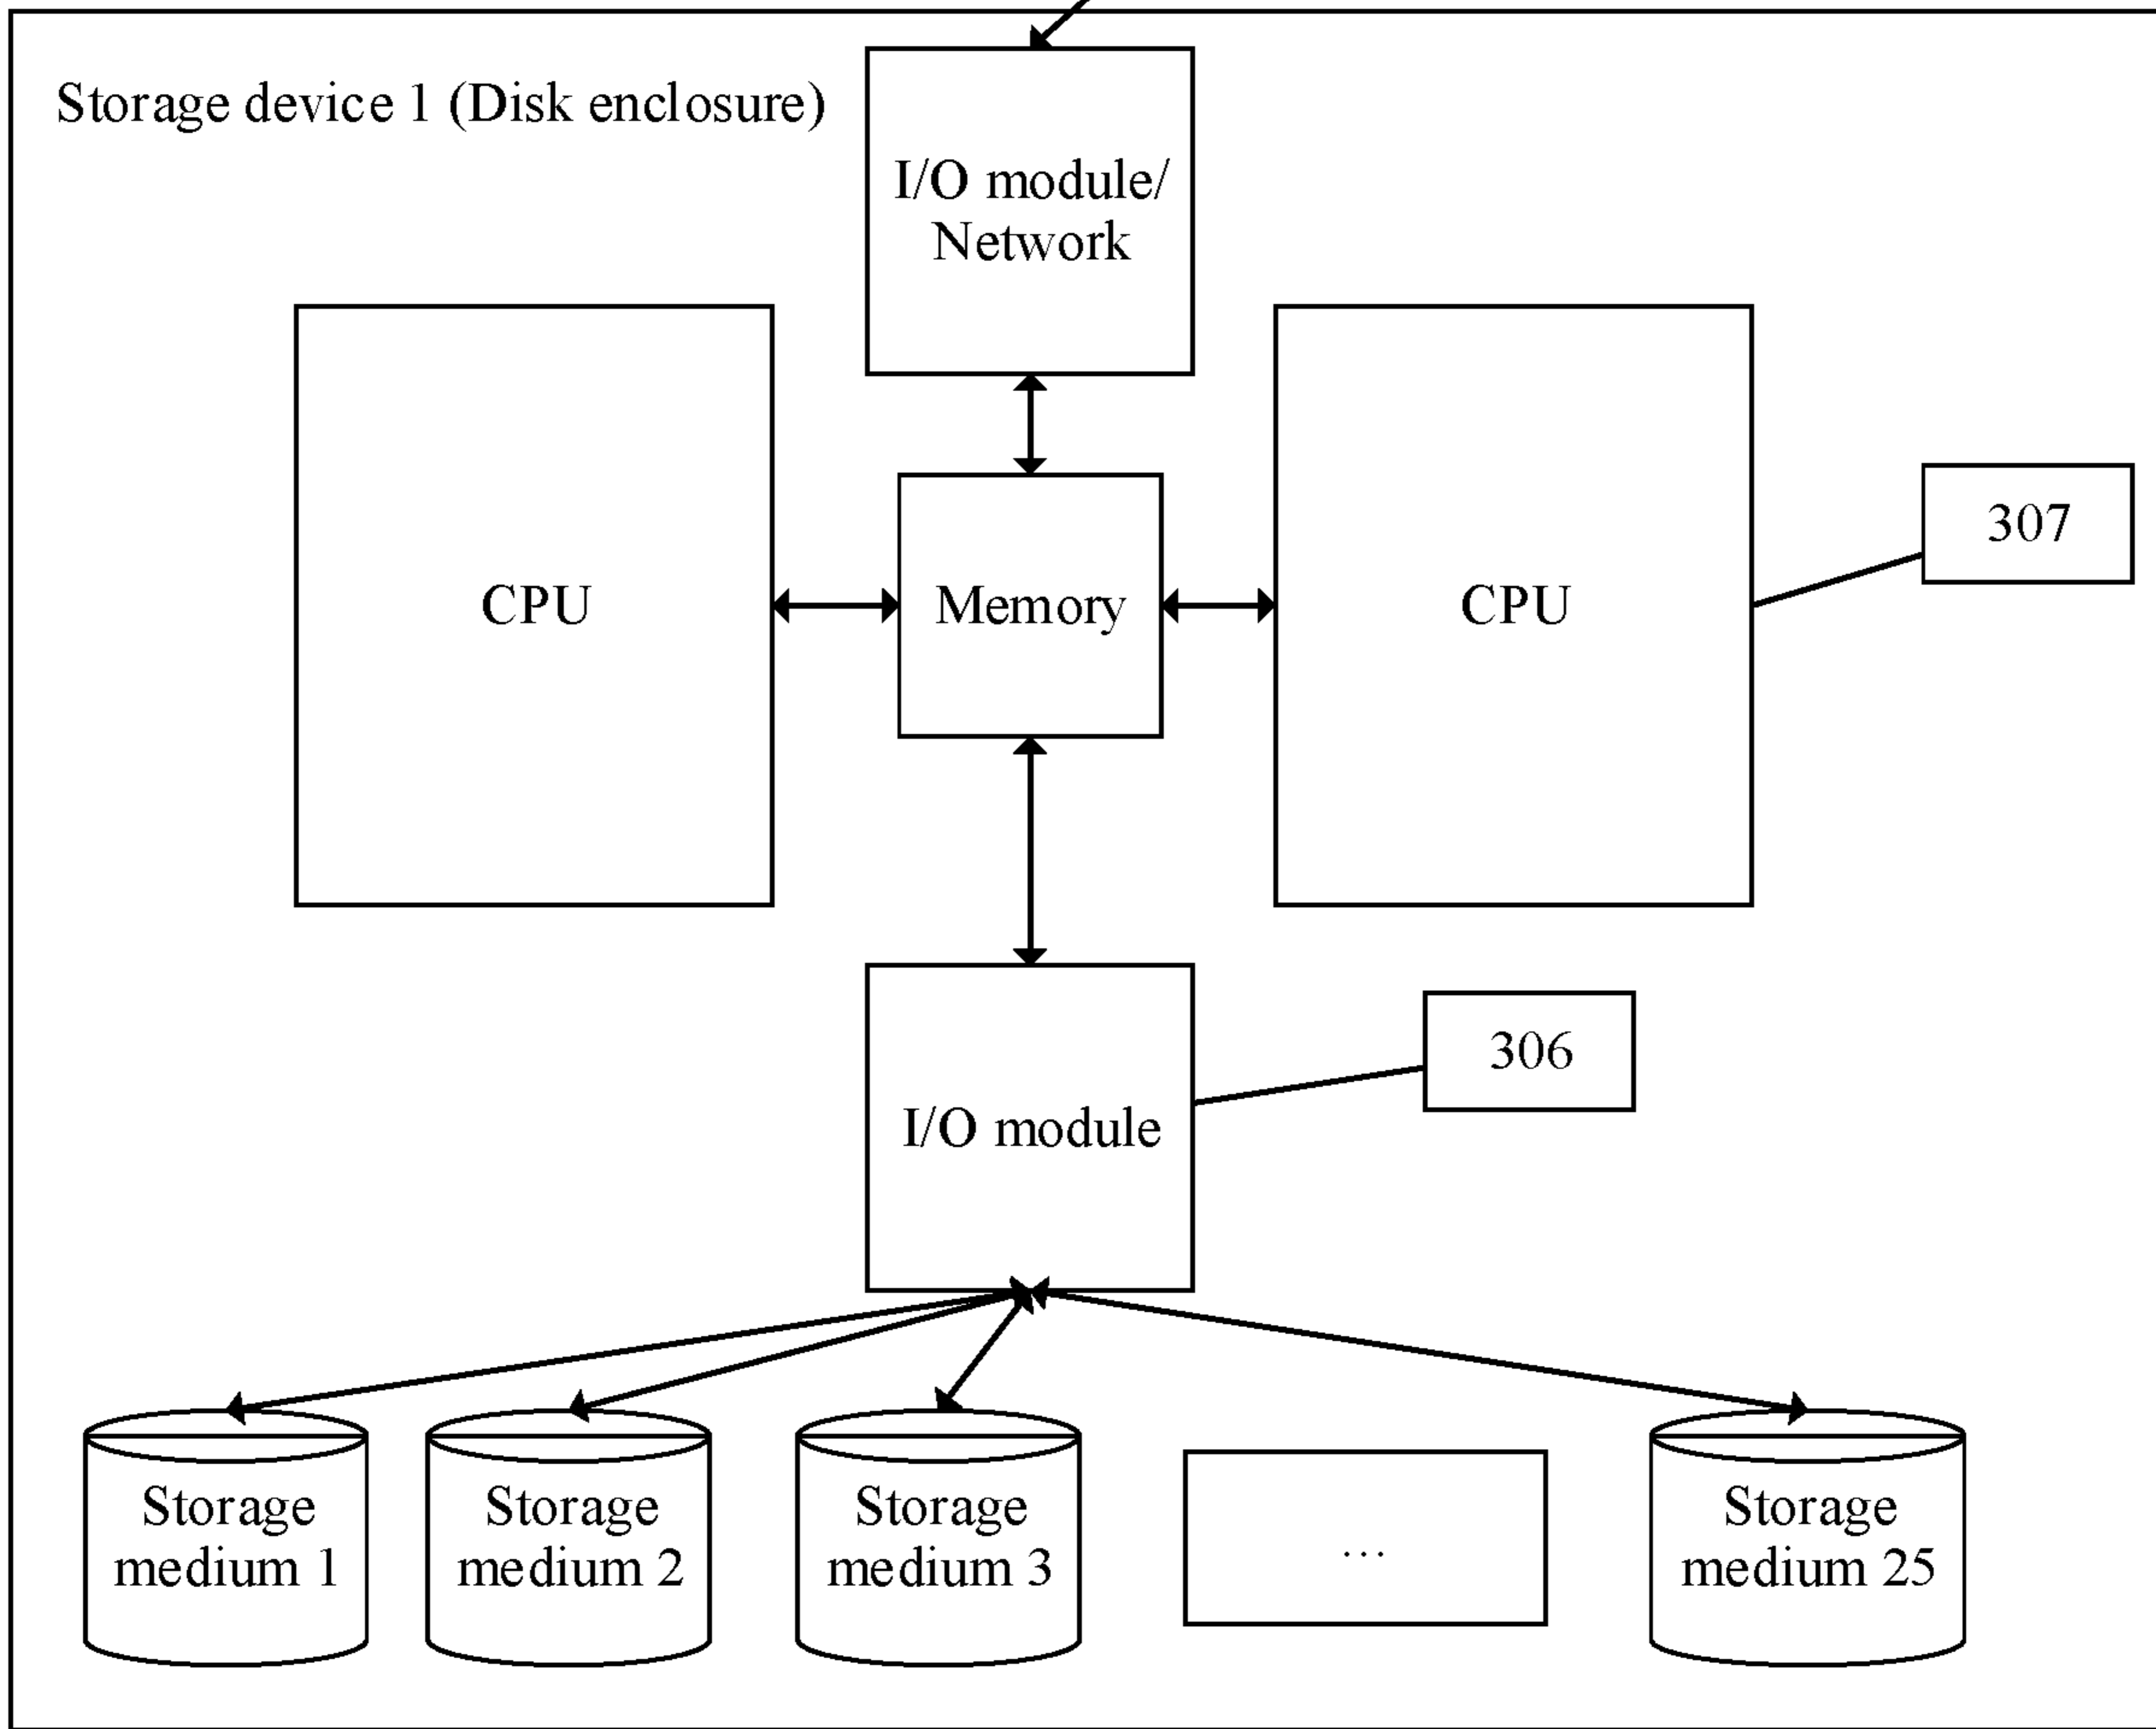 Storage device 1 (Disk enclosure)
I/O module/
Network
CPU
Memory
CPU
307
306
I/O module
Storage
medium 1
Storage
medium 2
Storage
medium 3
...
Storage
medium 25